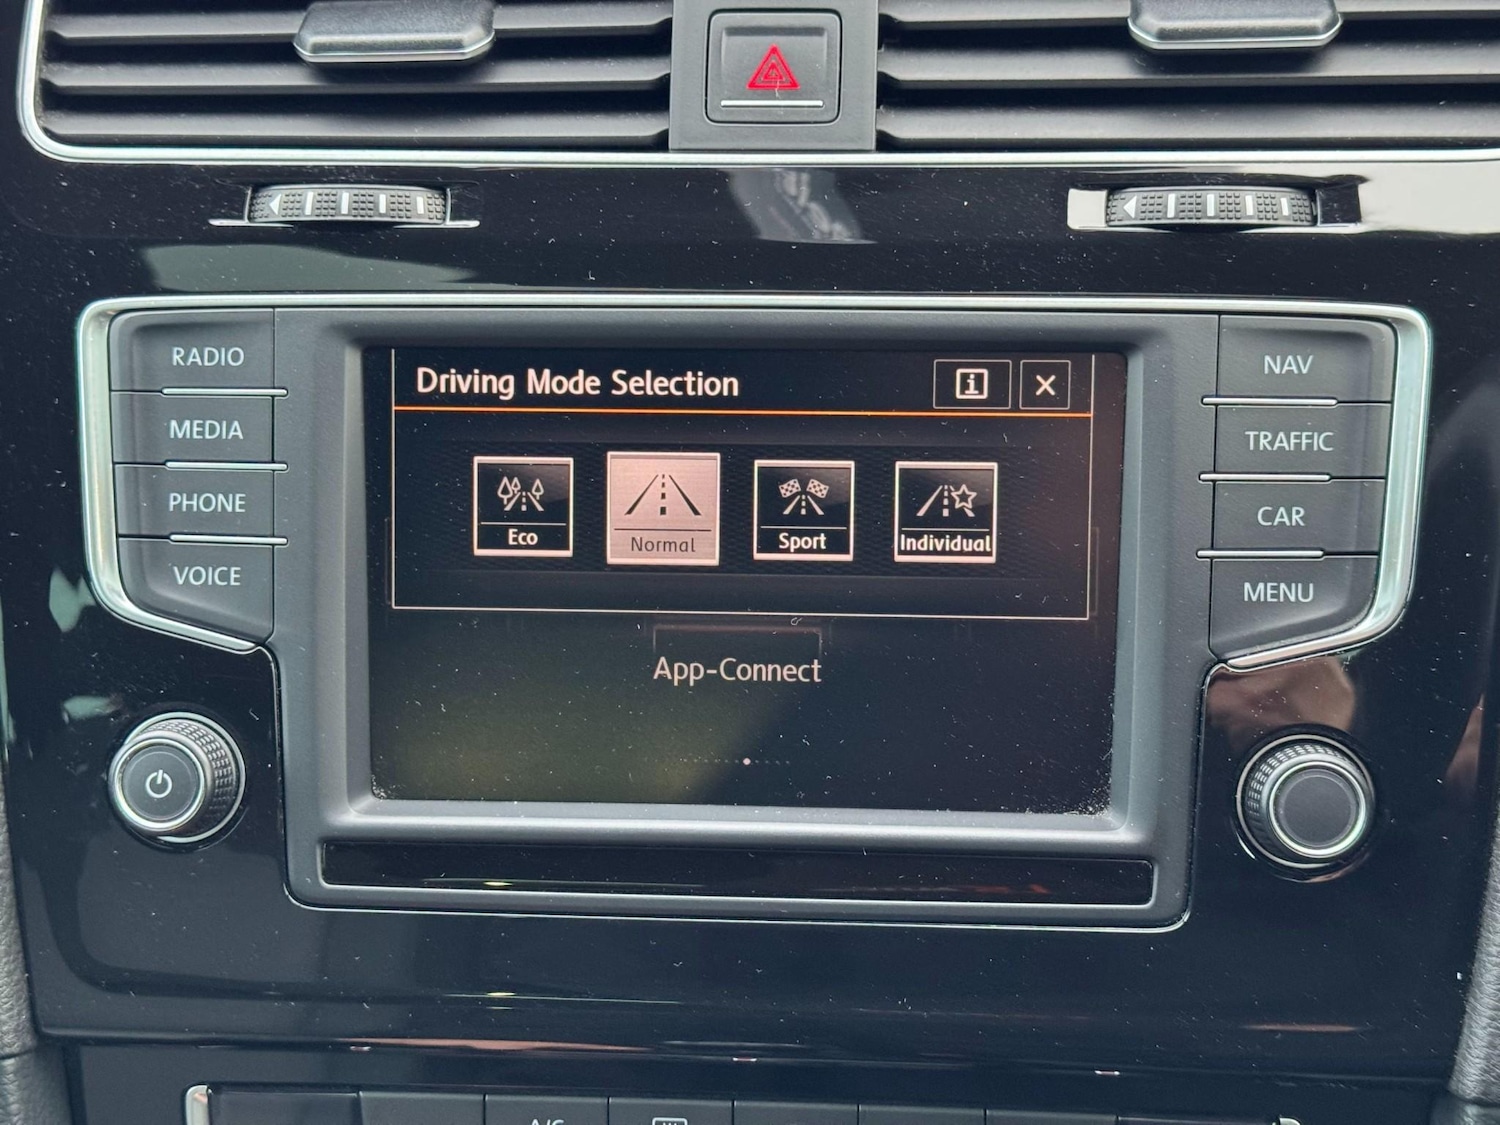 RADIO
MEDIA
PHONE
VOICE
Driving Mode Selection
i
Eco
Normal
Sport
Individual
App-Connect
NAV
TRAFFIC
CAR
MENU
A/C